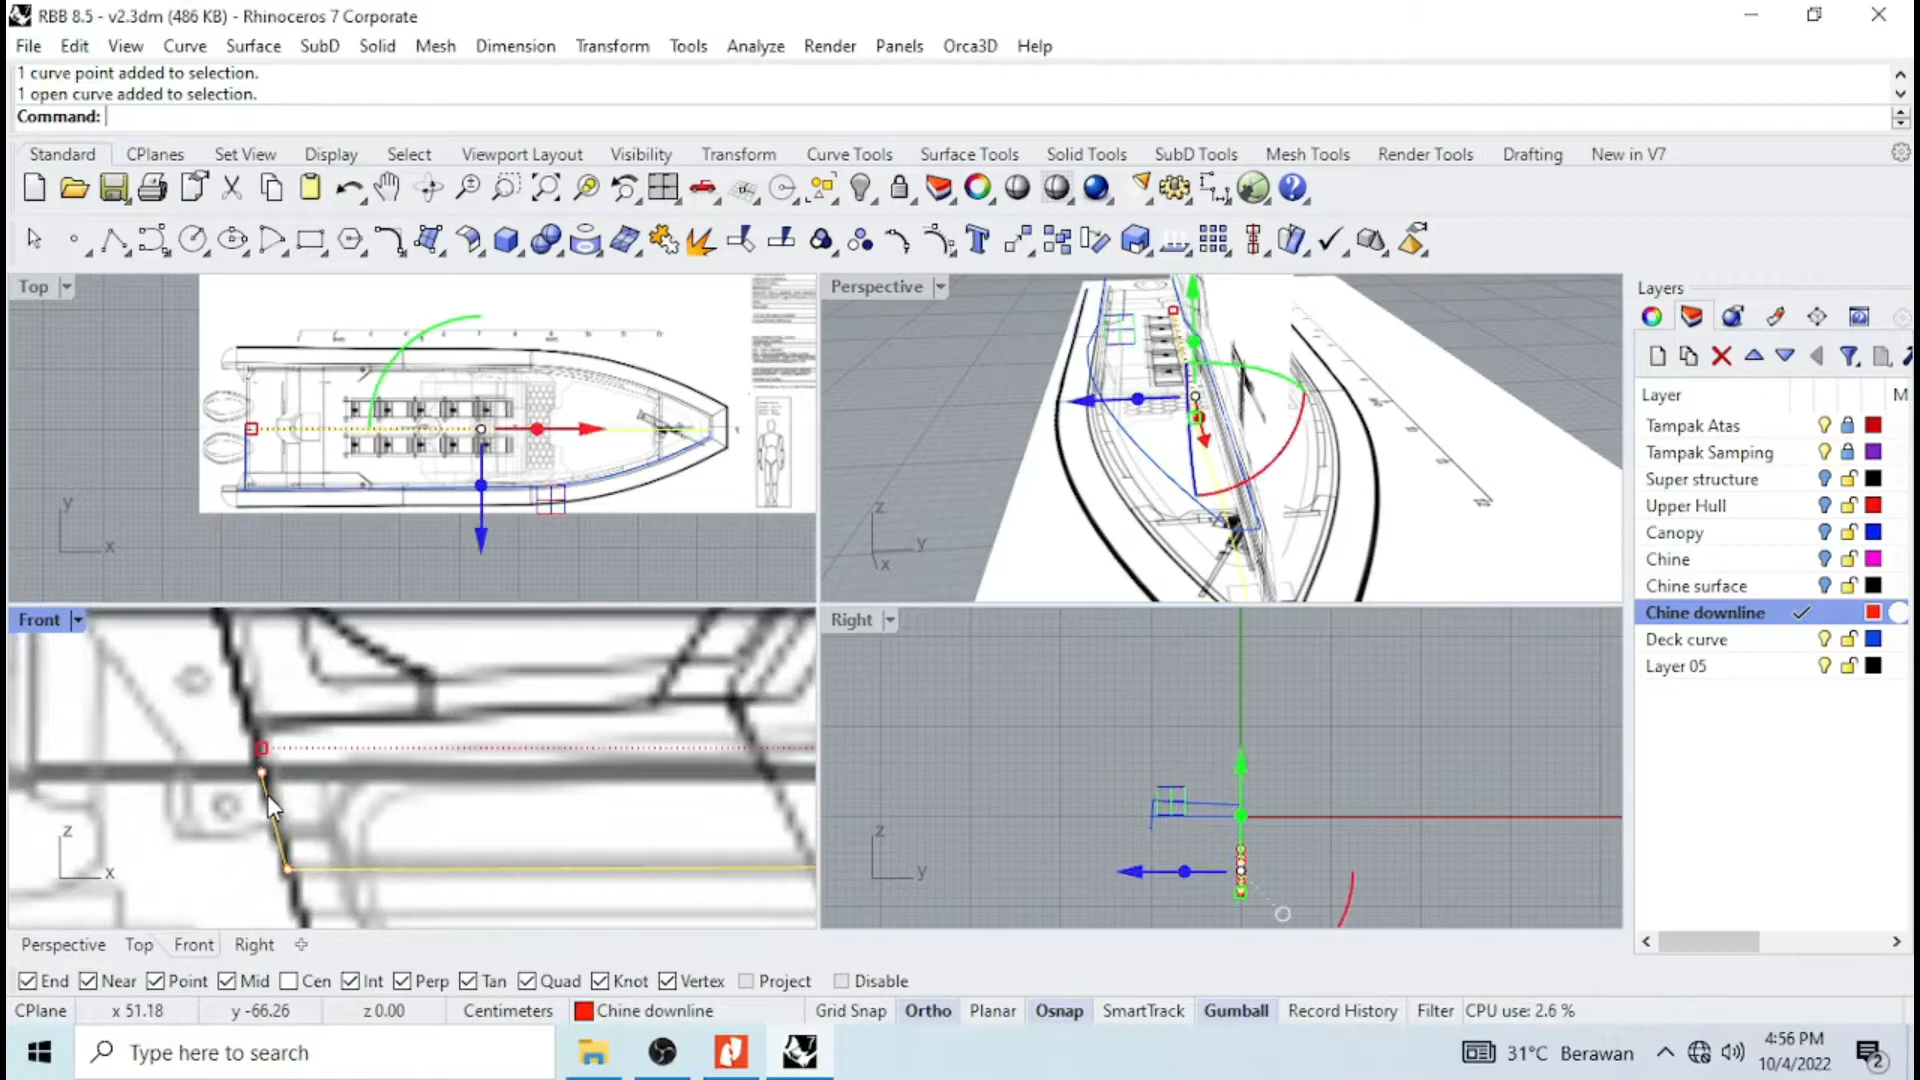 RBB 8.5 - v2.3dm (486 KB) - Rhinoceros 7 Corporate
File Edit View Curve Surface SubD Solid Mesh Dimension Transform Tools Analyze Render Panels Orca3D Help
1 curve point added to selection.
1 open curve added to selection.
Command:
Standard CPlanes Set View Display Select Viewport Layout Visibility Transform Curve Tools Surface Tools Solid Tools SubD Tools Mesh Tools Render Tools Drafting New in V7
Top
Perspective
Layers
Layer M
Tampak Atas
Tampak Samping
Super structure
Upper Hull
Canopy
Chine
Chine surface
Chine downline
Deck curve
Layer 05
y
x
z
y
x
Front
Right
z
x
z
y
Perspective Top Front Right
End Near Point Mid Cen Int Perp Tan Quad Knot Vertex Project Disable
CPlane x 51.18 y -66.26 z 0.00 Centimeters Chine downline Grid Snap Ortho Planar Osnap SmartTrack Gumball Record History Filter CPU use: 2.6 %
Type here to search
31°C Berawan
4:56 PM
10/4/2022
2